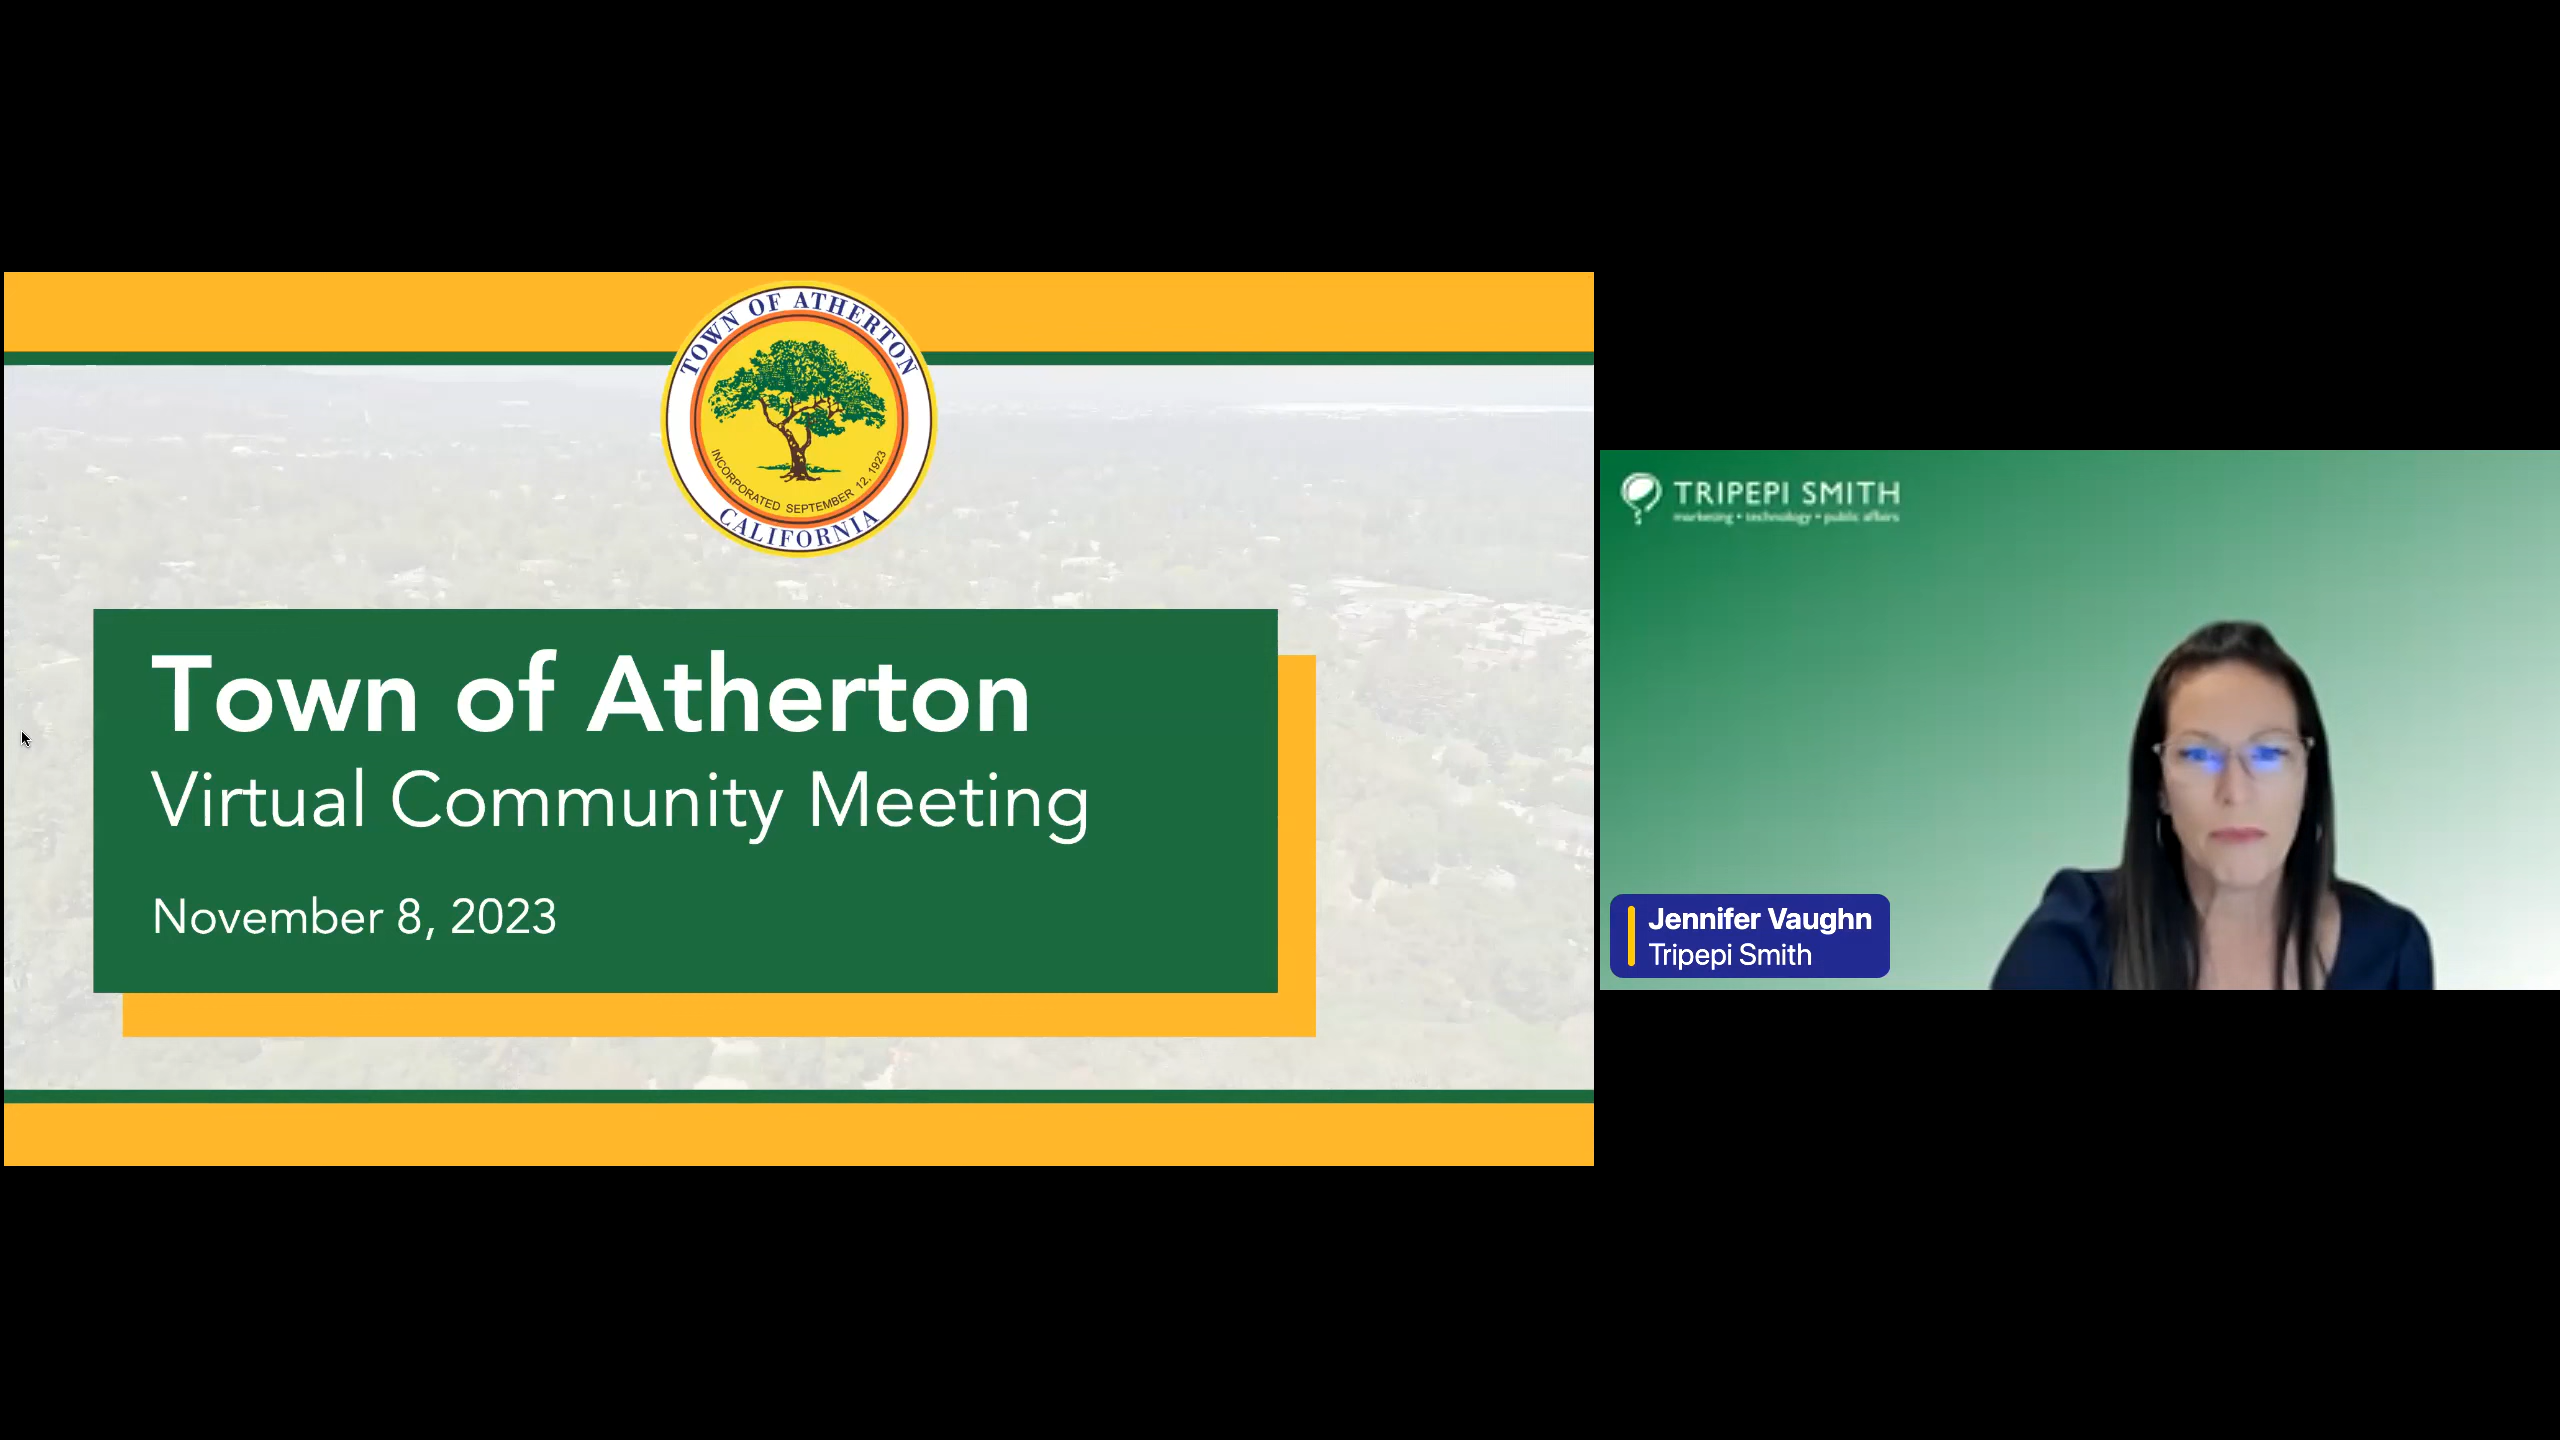 TOWN OF ATHERTON
INCORPORATED SEPTEMBER 12, 1923
CALIFORNIA
Town of Atherton
Virtual Community Meeting
November 8, 2023
TRIPEPI SMITH
marketing • technology • public affairs
Jennifer Vaughn
Tripepi Smith